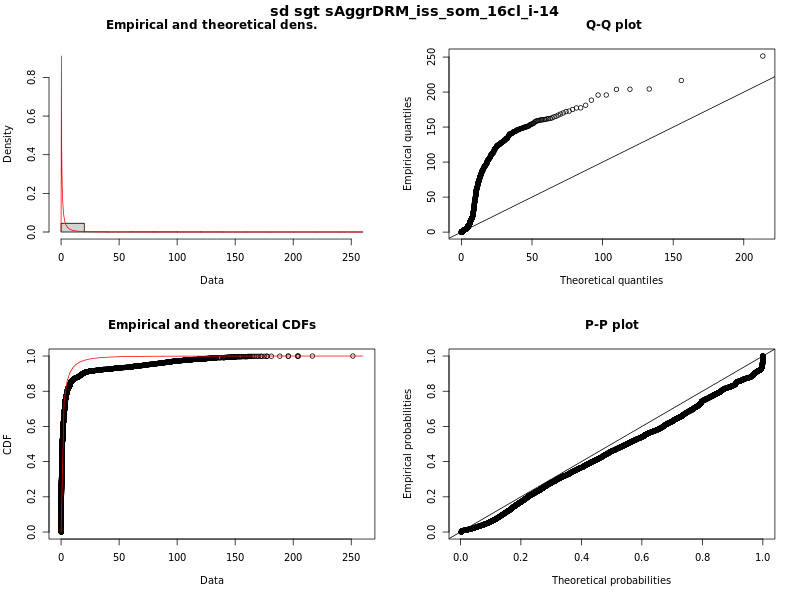 sd sgt sAggrDRM_iss_som_16cl_i-14
Empirical and theoretical dens.
Density
0.0 0.2 0.4 0.6 0.8
0 50 100 150 200 250
Data
Q-Q plot
Empirical quantiles
0 50 100 150 200 250
0 50 100 150 200
Theoretical quantiles
Empirical and theoretical CDFs
CDF
0.0 0.2 0.4 0.6 0.8 1.0
0 50 100 150 200 250
Data
P-P plot
Empirical probabilities
0.0 0.2 0.4 0.6 0.8 1.0
0.0 0.2 0.4 0.6 0.8 1.0
Theoretical probabilities